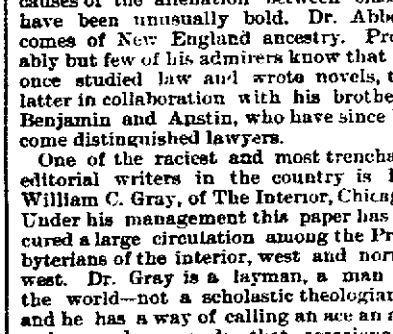 causes of the alienation between
have been unusually bold. Dr. Abb
comes of New England ancestry. Pro
ably but few of his admirers know that
once studied law and wrote novels, t
latter in collaboration with his brothe
Benjamin and Apstin, who have since
come distinguished lawyers.
One of the raciest and most trencha
editorial writers in the country is
William C. Gray, of The Interior, Chicag
Under his management this paper has
cured a large circulation among the Pr
byterians of the interior, west and nor
west. Dr. Gray is a layman, a man
the world—not a scholastic theologian
and he has a way of calling an ace an a